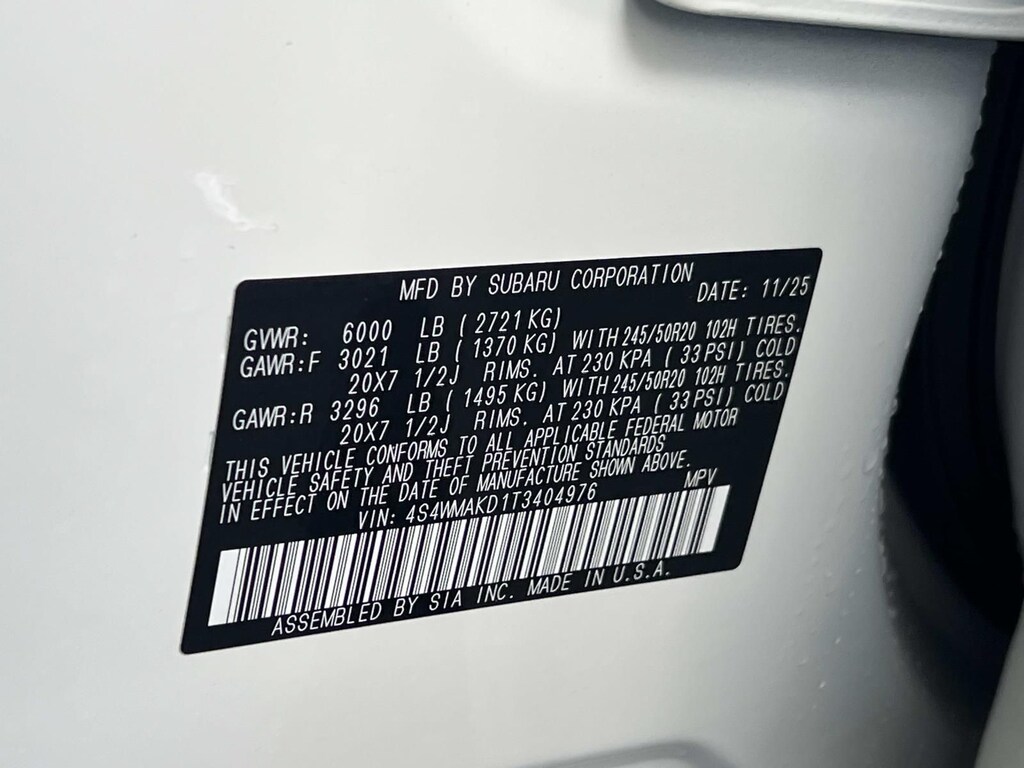 MFD BY SUBARU CORPORATION DATE: 11/25
GVWR: 6000 LB ( 2721 KG)
GAWR:F 3021 LB ( 1370 KG) WITH 245/50R20 102H TIRES.
20X7 1/2J RIMS. AT 230 KPA ( 33 PSI) COLD
GAWR:R 3296 LB ( 1495 KG) WITH 245/50R20 102H TIRES.
20X7 1/2J RIMS. AT 230 KPA ( 33 PSI) COLD
THIS VEHICLE CONFORMS TO ALL APPLICABLE FEDERAL MOTOR
VEHICLE SAFETY AND THEFT PREVENTION STANDARDS
IN EFFECT ON THE DATE OF MANUFACTURE SHOWN ABOVE.
VIN: 4S4WMAKD1T3404976 MPV
ASSEMBLED BY SIA INC. MADE IN U.S.A.